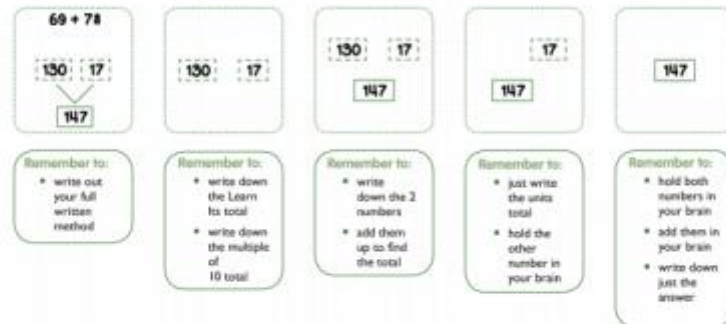 69 + 78
130 17
147
130 17
130 17
147
17
147
147
Remember to:
• write out
your full
written
method
Remember to:
• write down
the Learn
Its total
• write down
the multiple
of
10 total
Remember to:
• write
down the 2
numbers
• add them
up to find
the total
Remember to:
• just write
the units
total
• hold the
other
number in
your brain
Remember to:
• hold both
numbers in
your brain
• add them in
your brain
• write down
just the
answer